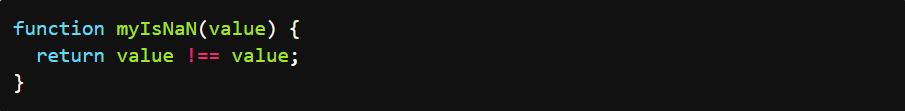 function myIsNaN(value) {
  return value !== value;
}